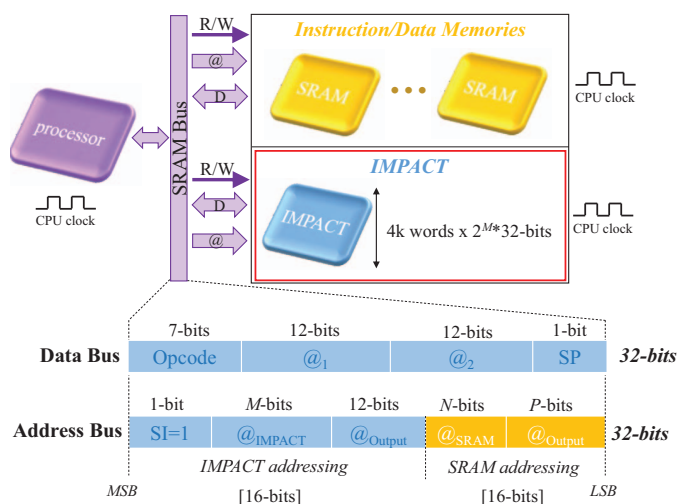 R/W
@
D
Instruction/Data Memories
SRAM
SRAM
CPU clock
processor
CPU clock
SRAM Bus
R/W
D
@
IMPACT
IMPACT
4k words x 2^M*32-bits
CPU clock
7-bits 12-bits 12-bits 1-bit
Data Bus Opcode @1 @2 SP 32-bits
1-bit M-bits 12-bits N-bits P-bits
Address Bus SI=1 @IMPACT @Output @SRAM @Output 32-bits
MSB IMPACT addressing SRAM addressing LSB
[16-bits] [16-bits]